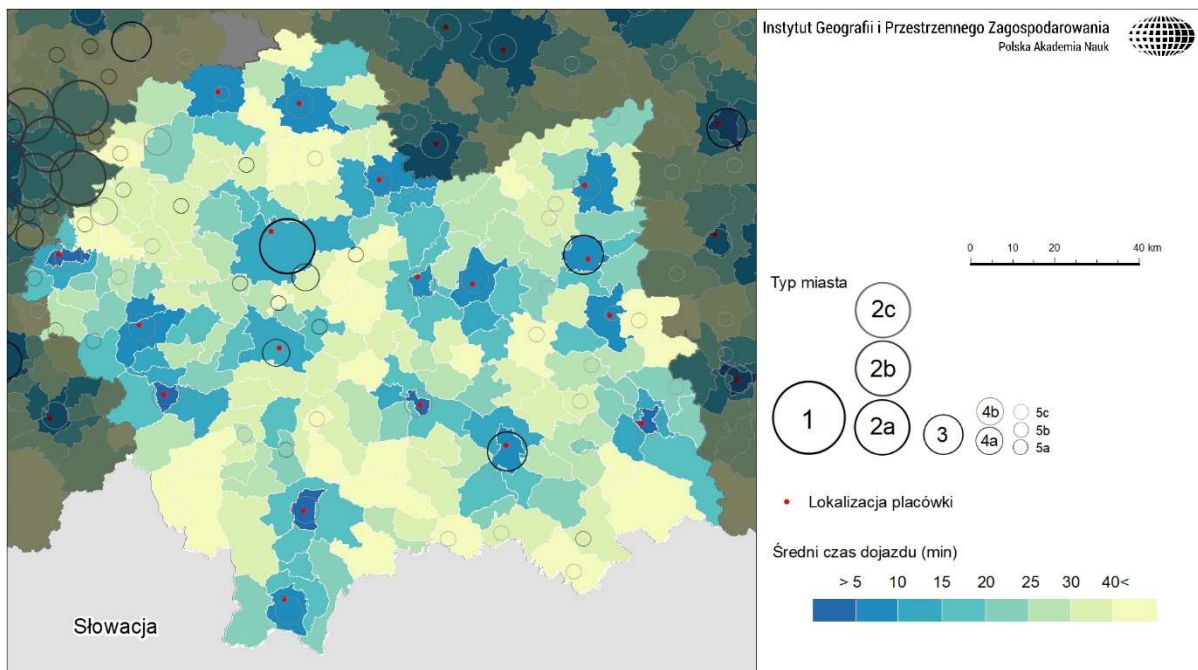 Instytut Geografii i Przestrzennego Zagospodarowania
Polska Akademia Nauk
0 10 20 40 km
Typ miasta
2c
2b
1
2a
3
4b
4a
5c
5b
5a
Lokalizacja placówki
Średni czas dojazdu (min)
> 5 10 15 20 25 30 40<
Słowacja